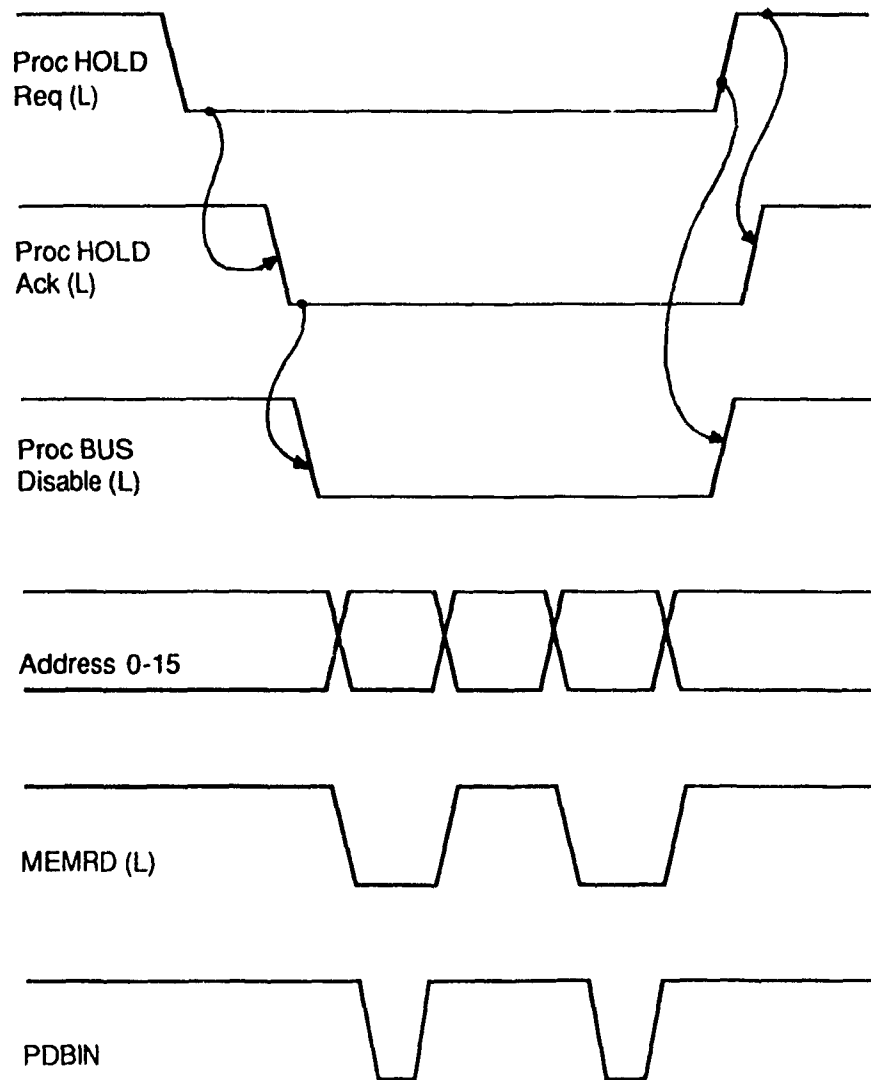 Proc HOLD
Req (L)
Proc HOLD
Ack (L)
Proc BUS
Disable (L)
Address 0-15
MEMRD (L)
PDBIN